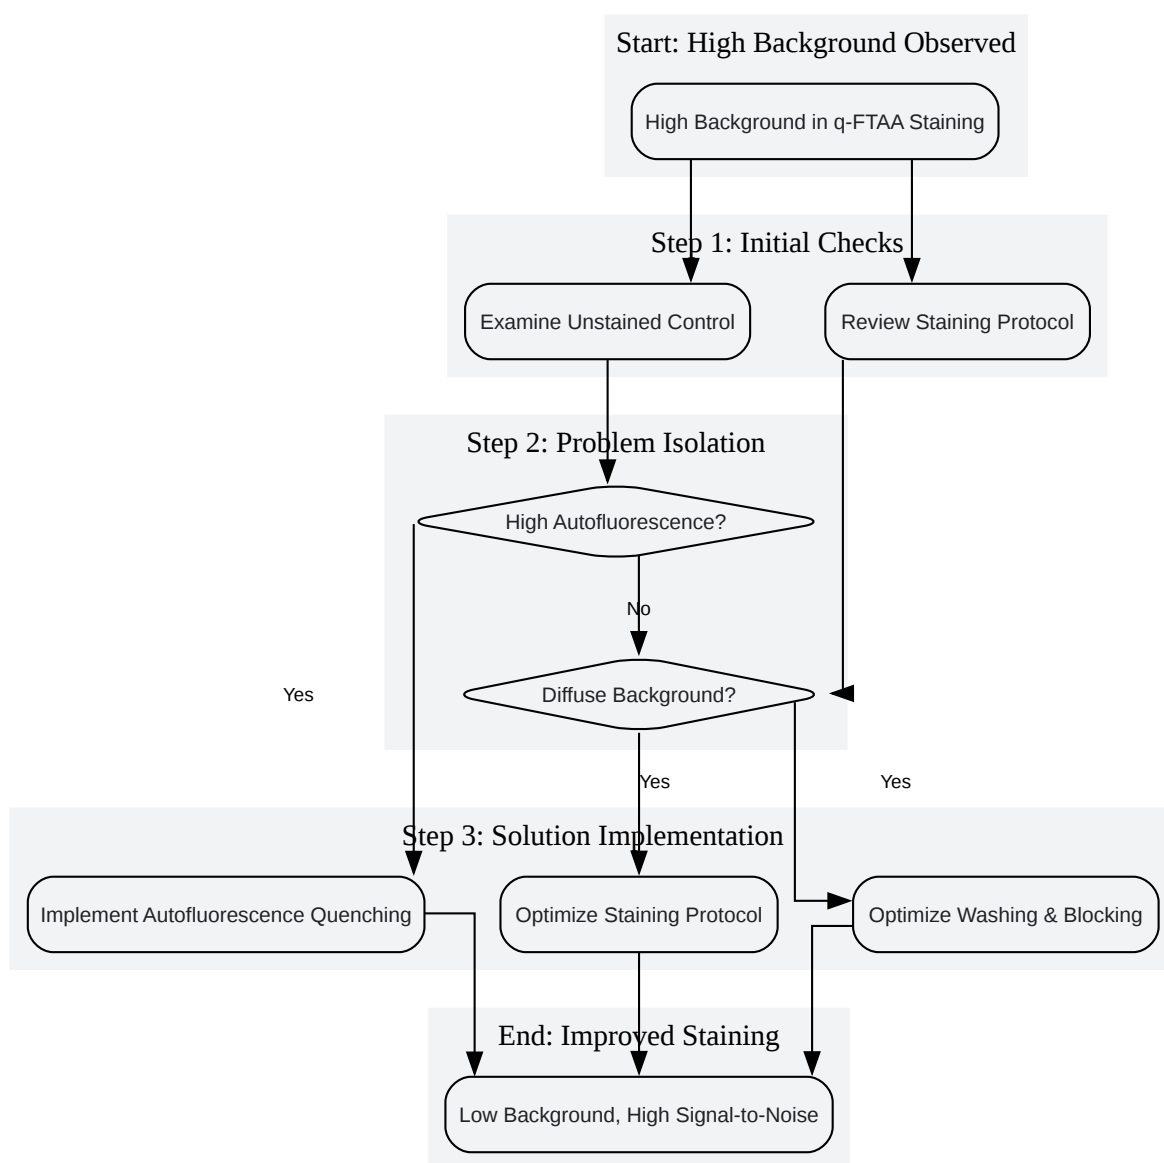 Start: High Background Observed
High Background in q-FTAA Staining
Step 1: Initial Checks
Examine Unstained Control
Review Staining Protocol
Step 2: Problem Isolation
High Autofluorescence?
No
Diffuse Background?
Yes
Yes
Yes
Step 3: Solution Implementation
Implement Autofluorescence Quenching
Optimize Staining Protocol
Optimize Washing & Blocking
End: Improved Staining
Low Background, High Signal-to-Noise